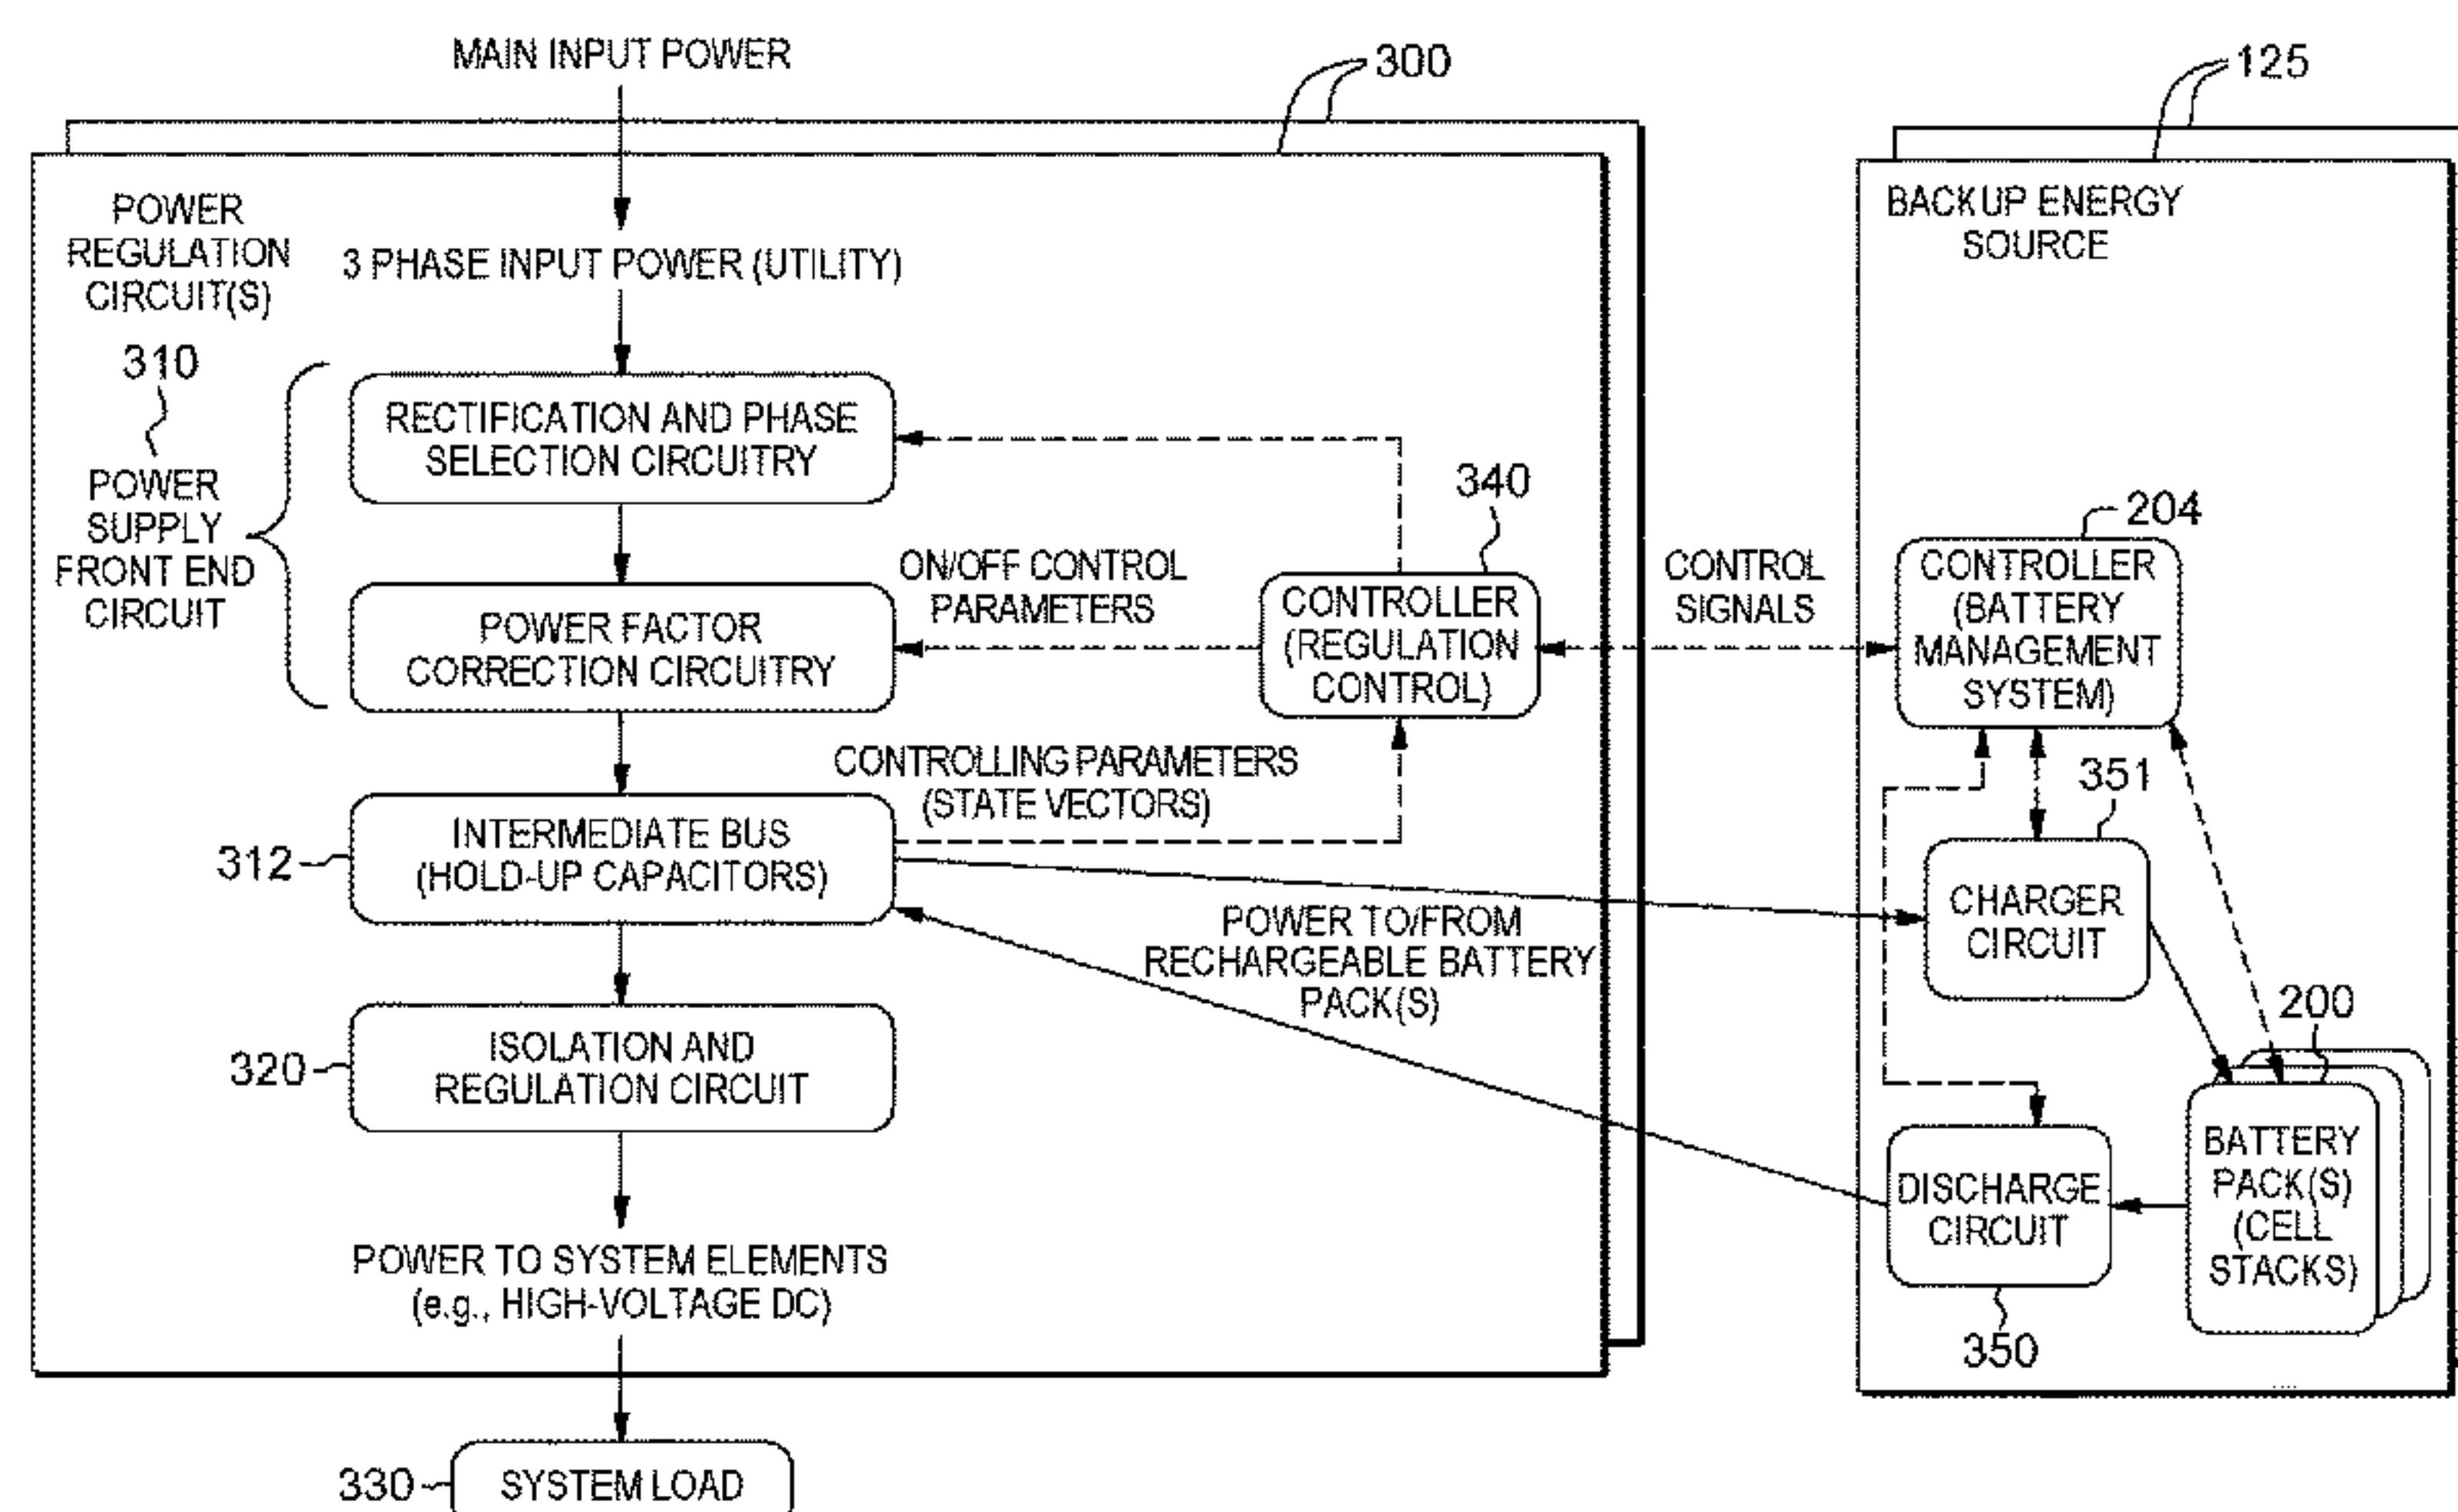 MAIN INPUT POWER
300
125
POWER
REGULATION
CIRCUIT(S)
3 PHASE INPUT POWER (UTILITY)
310
POWER
SUPPLY
FRONT END
CIRCUIT
RECTIFICATION AND PHASE
SELECTION CIRCUITRY
POWER FACTOR
CORRECTION CIRCUITRY
ON/OFF CONTROL
PARAMETERS
340
CONTROLLER
(REGULATION
CONTROL)
CONTROLLING PARAMETERS
(STATE VECTORS)
312
INTERMEDIATE BUS
(HOLD-UP CAPACITORS)
POWER TO/FROM
RECHARGEABLE BATTERY
PACK(S)
320
ISOLATION AND
REGULATION CIRCUIT
POWER TO SYSTEM ELEMENTS
(e.g., HIGH-VOLTAGE DC)
330
SYSTEM LOAD
CONTROL
SIGNALS
BACKUP ENERGY
SOURCE
204
CONTROLLER
(BATTERY
MANAGEMENT
SYSTEM)
351
CHARGER
CIRCUIT
200
BATTERY
PACK(S)
(CELL
STACKS)
DISCHARGE
CIRCUIT
350